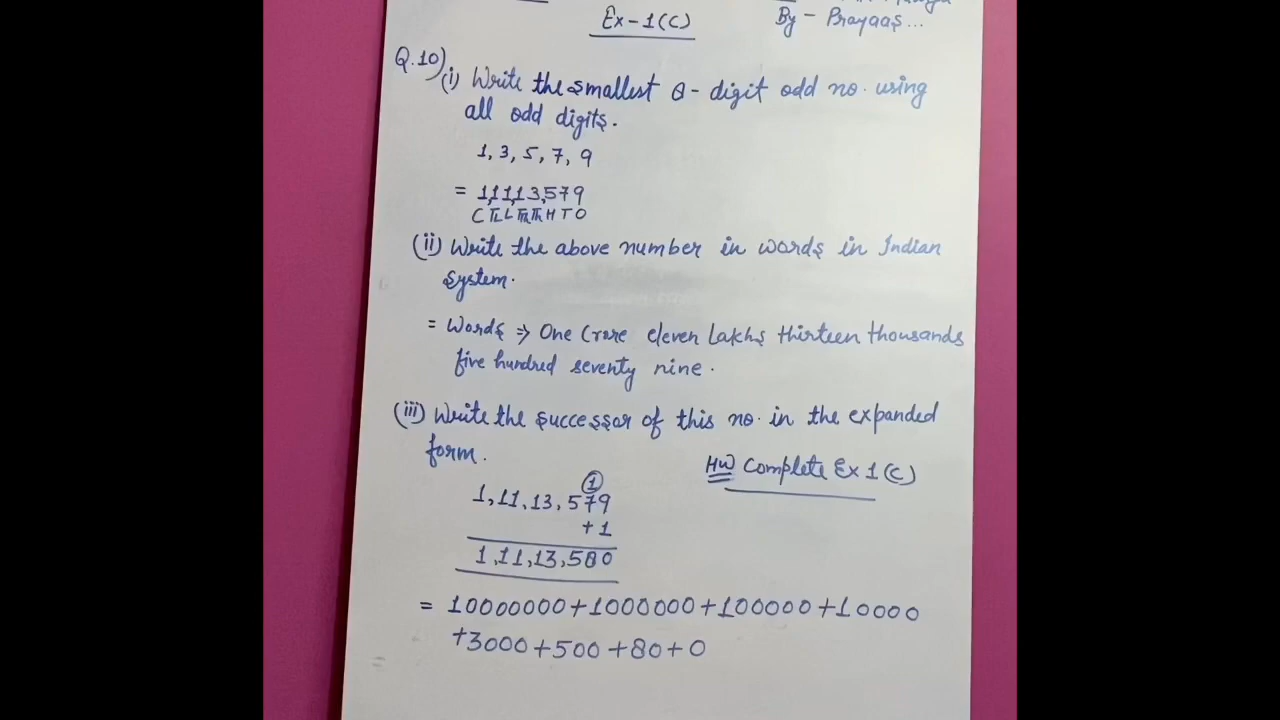 Ex-1(C)
By - Prayaas...
Q.10)
(i) Write the smallest 8-digit odd no. using
all odd digits.
1, 3, 5, 7, 9
= 1,11,13,579
C TL L TTh Th H T O
(ii) Write the above number in words in Indian
system.
= Words ⇒ One Crore eleven Lakhs thirteen thousands
five hundred seventy nine.
(iii) Write the successor of this no. in the expanded
form.
HW Complete Ex 1(C)
1
1,11,13,579
+1
1,11,13,580
= 10000000+1000000+100000+10000
+3000+500+80+0